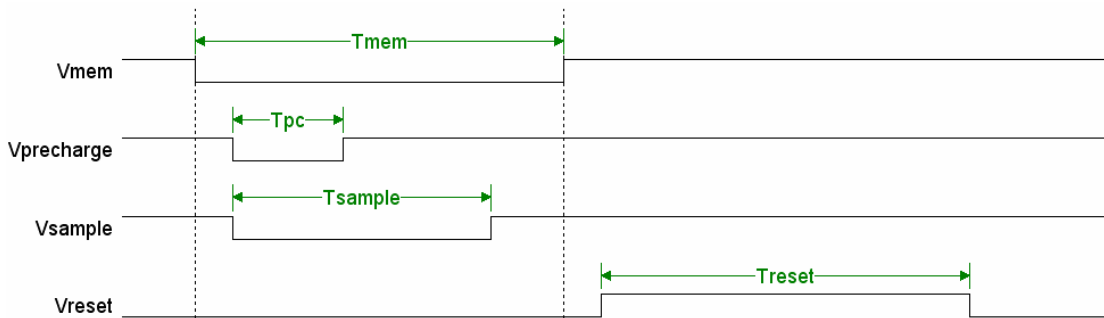 Tmem
Vmem
Tpc
Vprecharge
Tsample
Vsample
Treset
Vreset